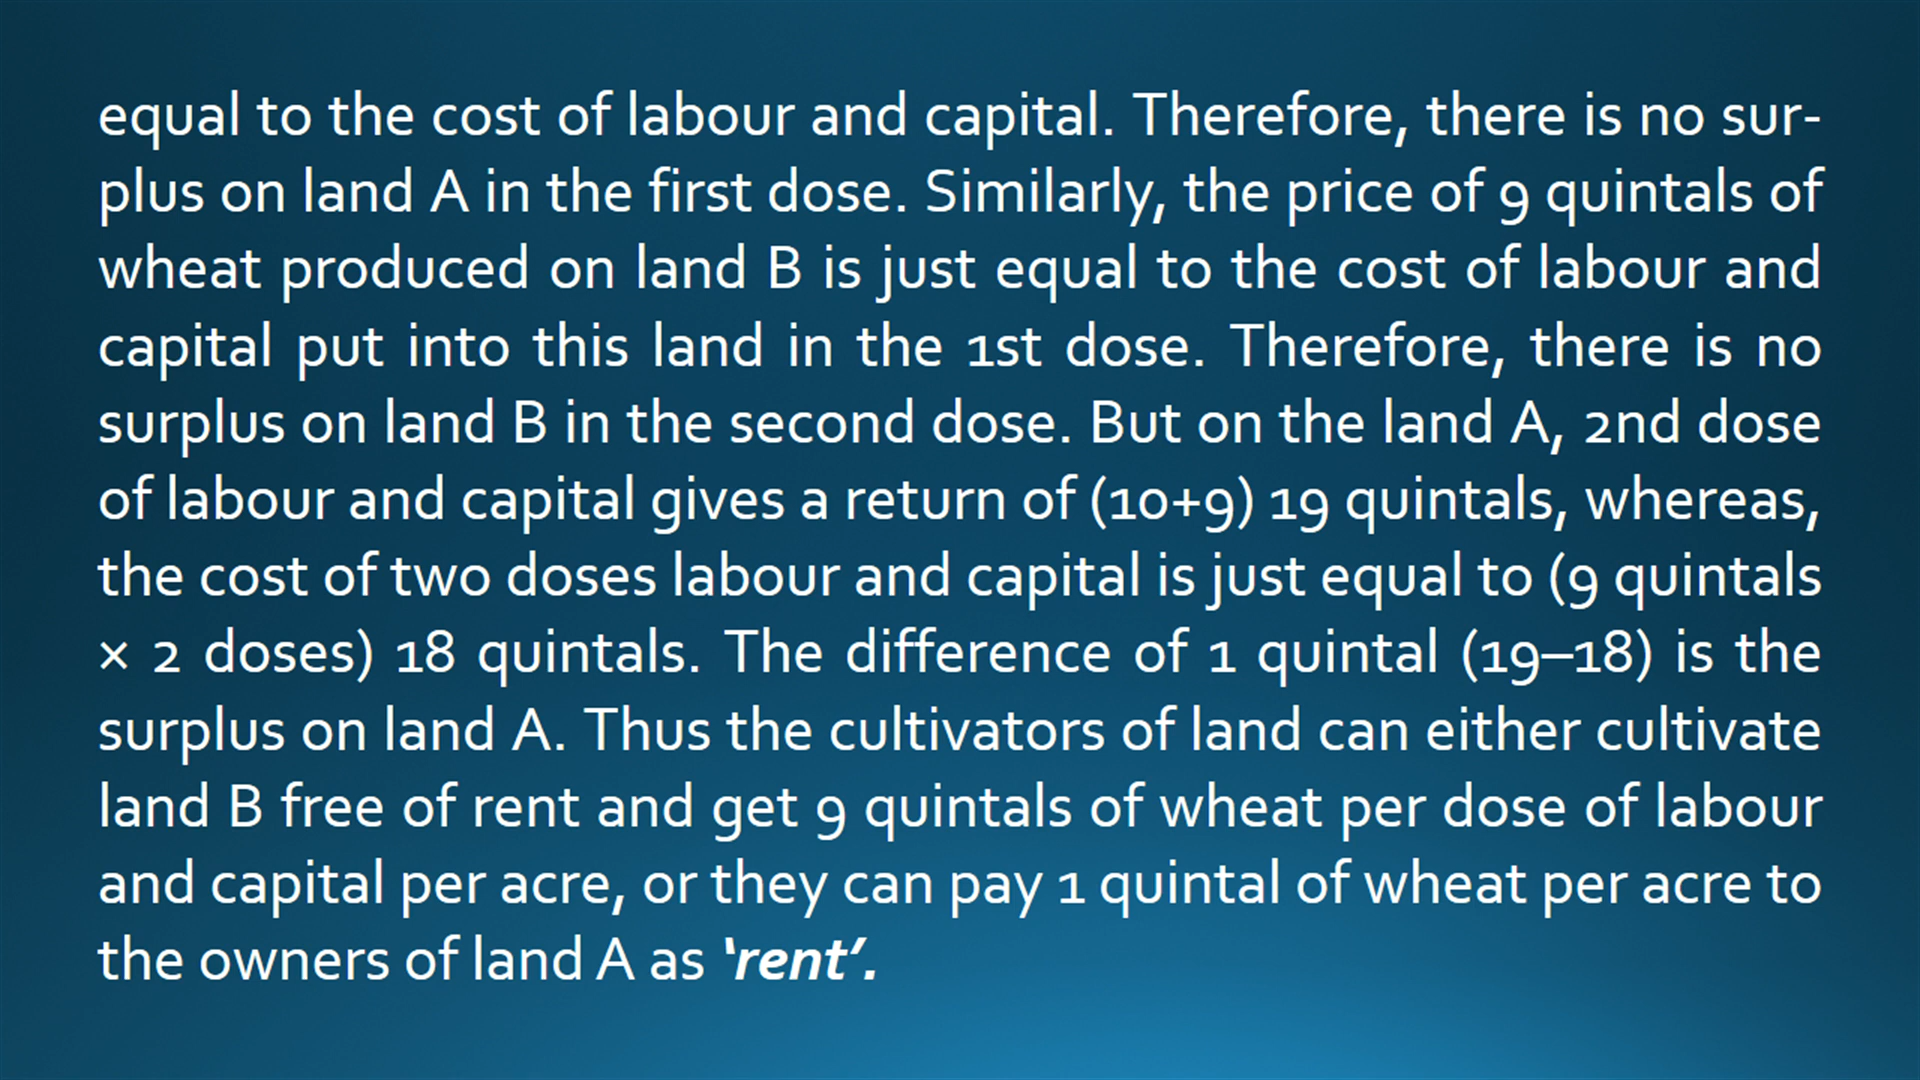 equal to the cost of labour and capital. Therefore, there is no sur-
plus on land A in the first dose. Similarly, the price of 9 quintals of
wheat produced on land B is just equal to the cost of labour and
capital put into this land in the 1st dose. Therefore, there is no
surplus on land B in the second dose. But on the land A, 2nd dose
of labour and capital gives a return of (10+9) 19 quintals, whereas,
the cost of two doses labour and capital is just equal to (9 quintals
× 2 doses) 18 quintals. The difference of 1 quintal (19–18) is the
surplus on land A. Thus the cultivators of land can either cultivate
land B free of rent and get 9 quintals of wheat per dose of labour
and capital per acre, or they can pay 1 quintal of wheat per acre to
the owners of land A as ‘rent’.